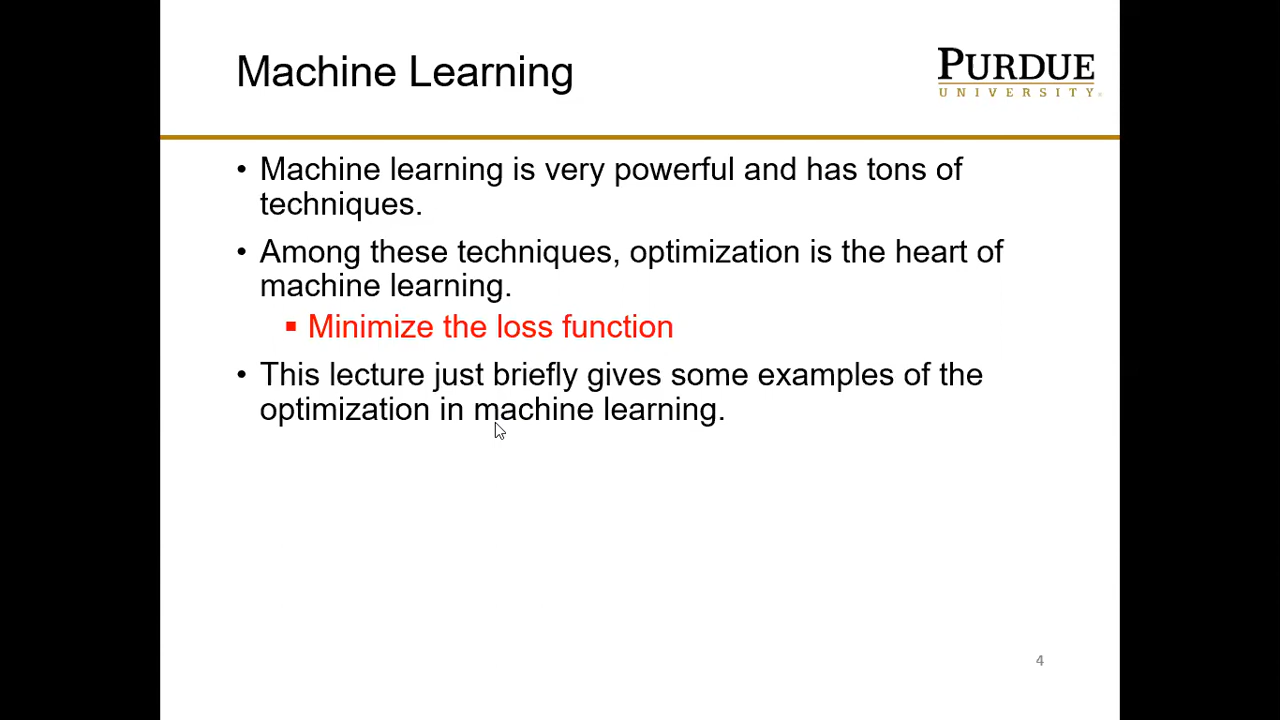 Machine Learning
PURDUE
UNIVERSITY
• Machine learning is very powerful and has tons of
techniques.
• Among these techniques, optimization is the heart of
machine learning.
▪ Minimize the loss function
• This lecture just briefly gives some examples of the
optimization in machine learning.
4